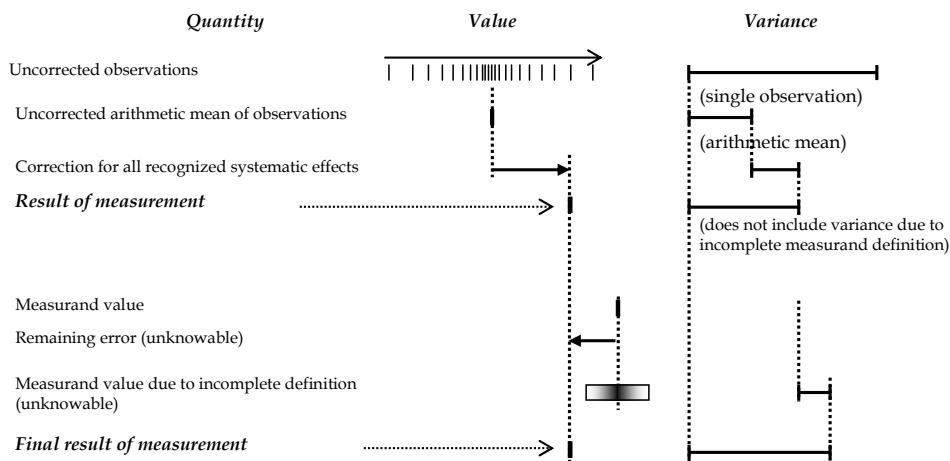 Quantity Value Variance
Uncorrected observations
(single observation)
Uncorrected arithmetic mean of observations
(arithmetic mean)
Correction for all recognized systematic effects
Result of measurement
(does not include variance due to
incomplete measurand definition)
Measurand value
Remaining error (unknowable)
Measurand value due to incomplete definition
(unknowable)
Final result of measurement